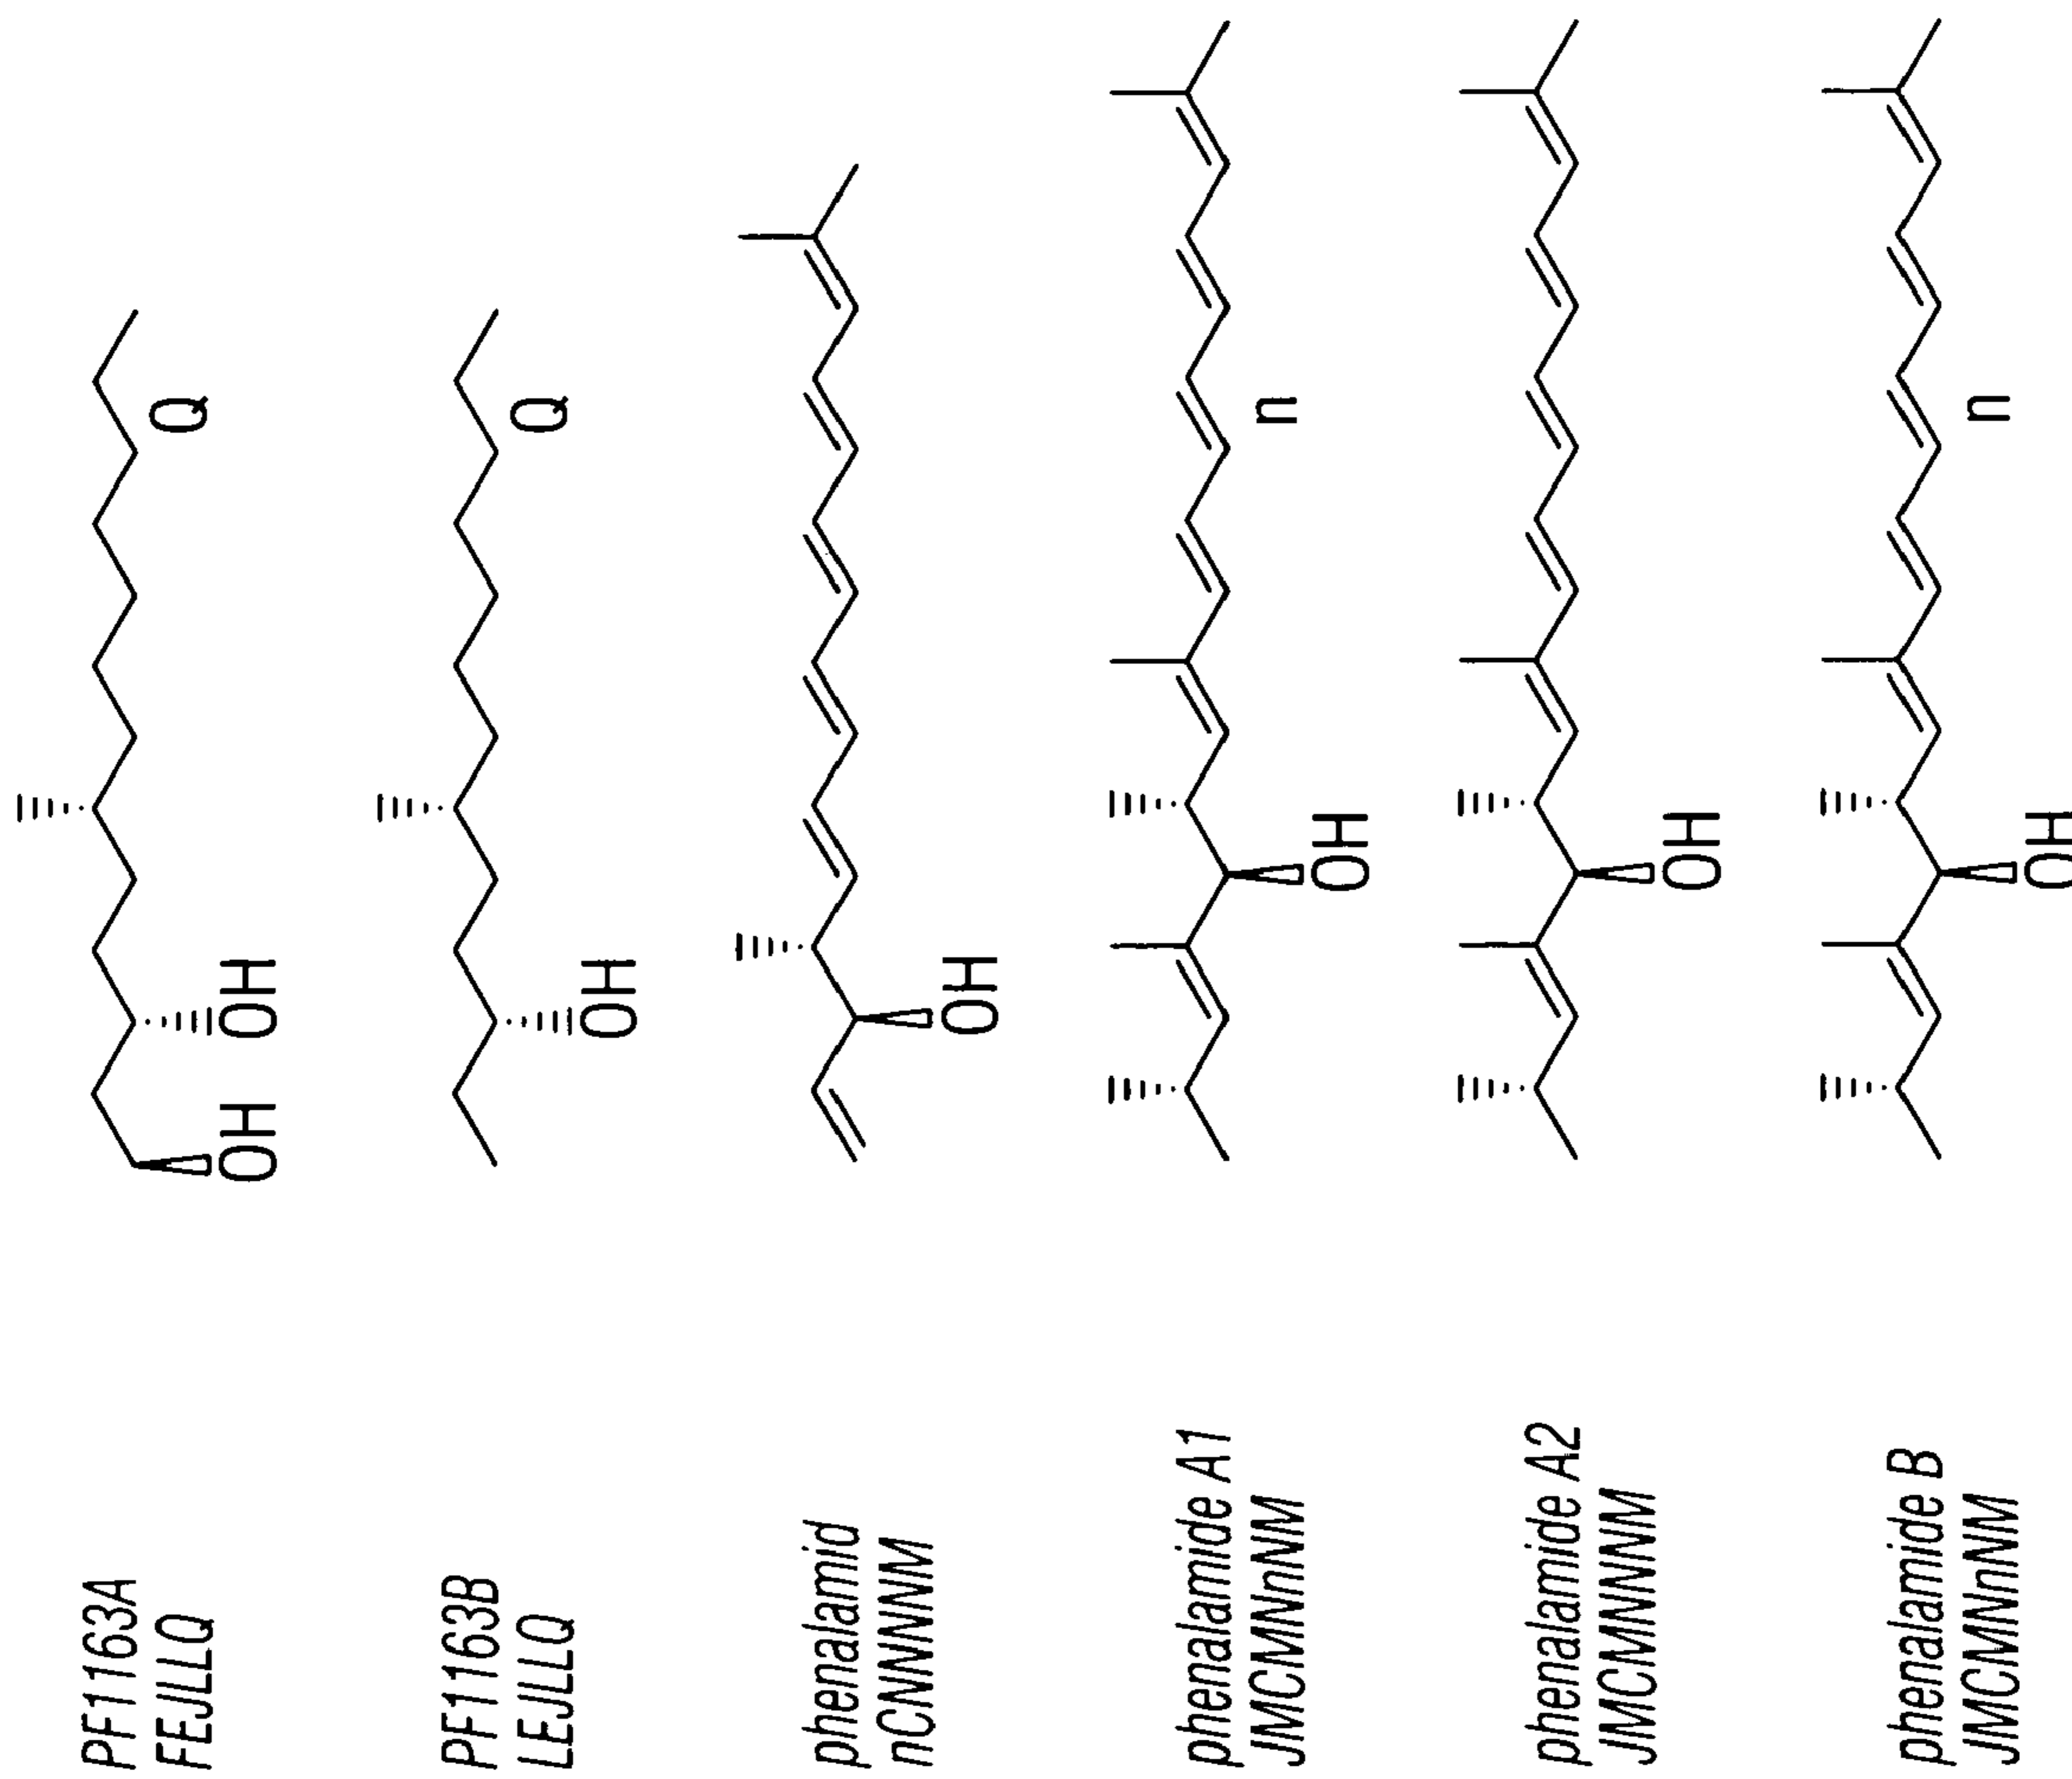 PF1163A
FEJLLQ
OH OH Q
PF1163B
LEJLLQ
OH Q
phenalamid
nCNNNNM
OH
phenalamide A1
JMCMNnNM
OH n
phenalamide A2
JMCMNNNM
OH
phenalamide B
JMCMNnNM
OH n